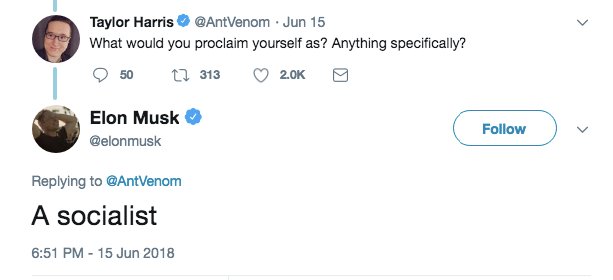 Taylor Harris @AntVenom · Jun 15
What would you proclaim yourself as? Anything specifically?
50 313 2.0K
Elon Musk
@elonmusk
Follow
Replying to @AntVenom
A socialist
6:51 PM - 15 Jun 2018